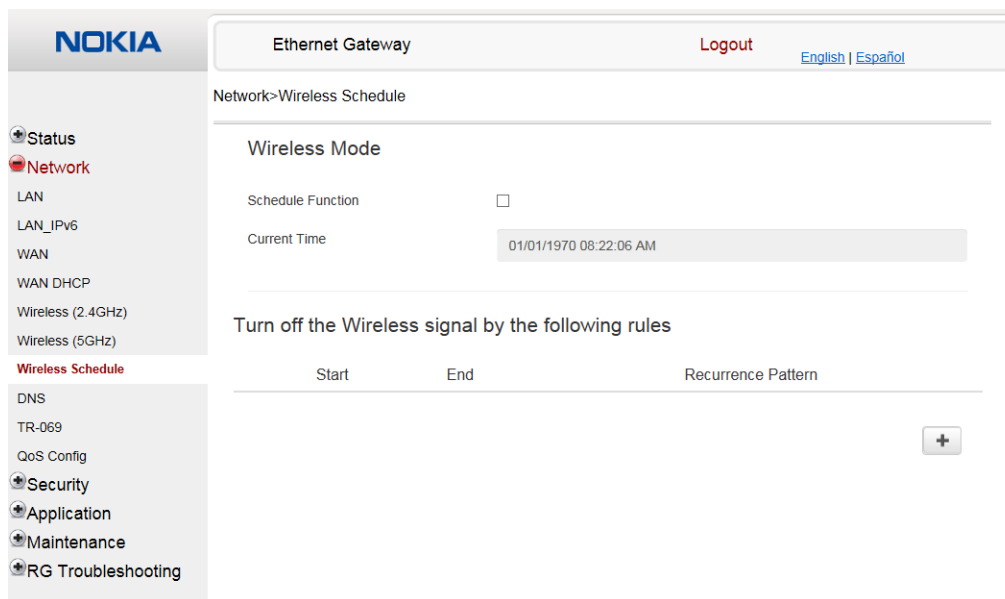 NOKIA
Ethernet Gateway
Logout
English | Español
Network>Wireless Schedule
Status
Network
LAN
LAN_IPv6
WAN
WAN DHCP
Wireless (2.4GHz)
Wireless (5GHz)
Wireless Schedule
DNS
TR-069
QoS Config
Security
Application
Maintenance
RG Troubleshooting
Wireless Mode
Schedule Function
Current Time
01/01/1970 08:22:06 AM
Turn off the Wireless signal by the following rules
Start End Recurrence Pattern
+